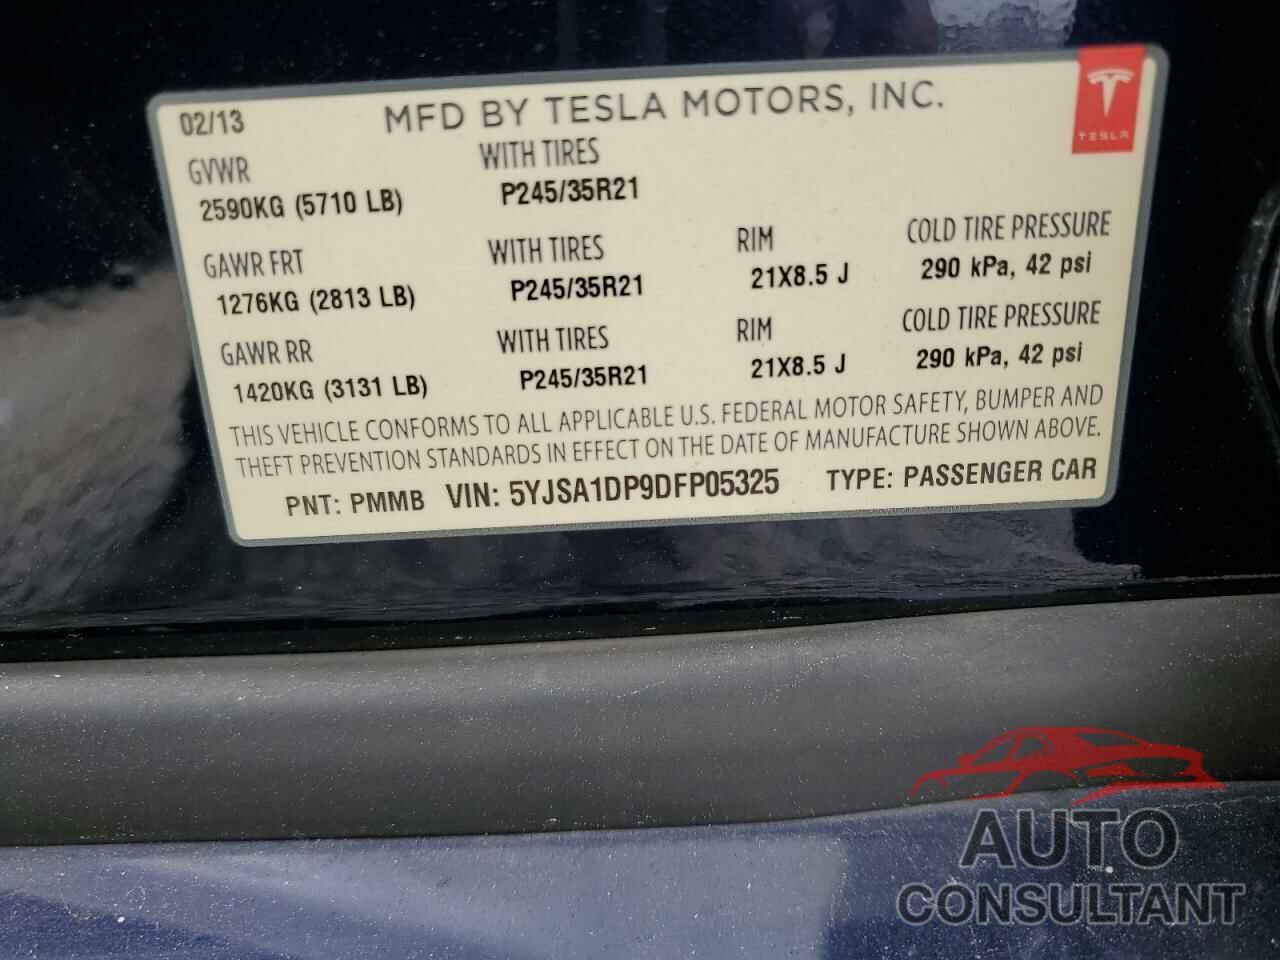 02/13 MFD BY TESLA MOTORS, INC.
TESLA
GVWR WITH TIRES
2590KG (5710 LB) P245/35R21
GAWR FRT WITH TIRES RIM COLD TIRE PRESSURE
1276KG (2813 LB) P245/35R21 21X8.5 J 290 kPa, 42 psi
GAWR RR WITH TIRES RIM COLD TIRE PRESSURE
1420KG (3131 LB) P245/35R21 21X8.5 J 290 kPa, 42 psi
THIS VEHICLE CONFORMS TO ALL APPLICABLE U.S. FEDERAL MOTOR SAFETY, BUMPER AND
THEFT PREVENTION STANDARDS IN EFFECT ON THE DATE OF MANUFACTURE SHOWN ABOVE.
PNT: PMMB VIN: 5YJSA1DP9DFP05325 TYPE: PASSENGER CAR
AUTO
CONSULTANT